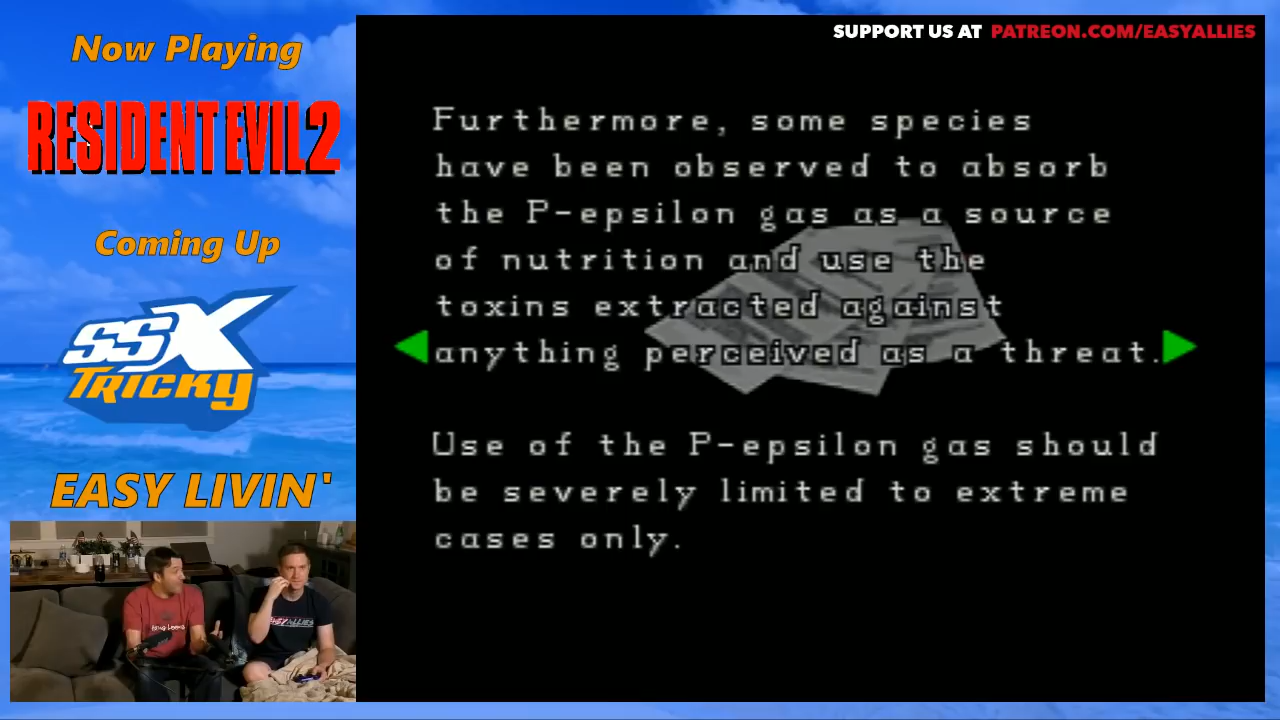 Now Playing
RESIDENT EVIL 2
Coming Up
SSX
TRICKY
EASY LIVIN'
SUPPORT US AT PATREON.COM/EASYALLIES
Furthermore, some species
have been observed to absorb
the P-epsilon gas as a source
of nutrition and use the
toxins extracted against
anything perceived as a threat.
Use of the P-epsilon gas should
be severely limited to extreme
cases only.
EASYALLIES